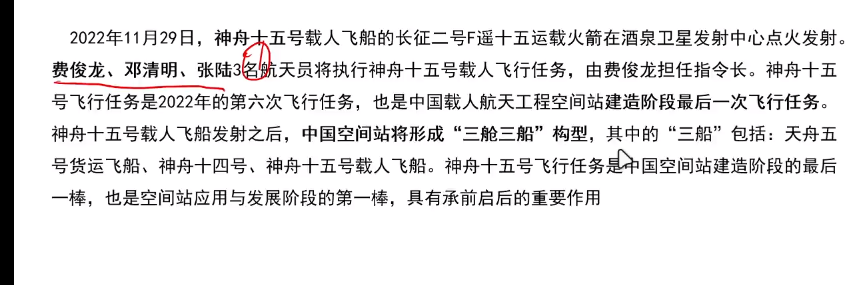 2022年11月29日，神舟十五号载人飞船的长征二号F遥十五运载火箭在酒泉卫星发射中心点火发射。
费俊龙、邓清明、张陆3名航天员将执行神舟十五号载人飞行任务，由费俊龙担任指令长。神舟十五
号飞行任务是2022年的第六次飞行任务，也是中国载人航天工程空间站建造阶段最后一次飞行任务。
神舟十五号载人飞船发射之后，中国空间站将形成“三舱三船”构型，其中的“三船”包括：天舟五
号货运飞船、神舟十四号、神舟十五号载人飞船。神舟十五号飞行任务是中国空间站建造阶段的最后
一棒，也是空间站应用与发展阶段的第一棒，具有承前启后的重要作用